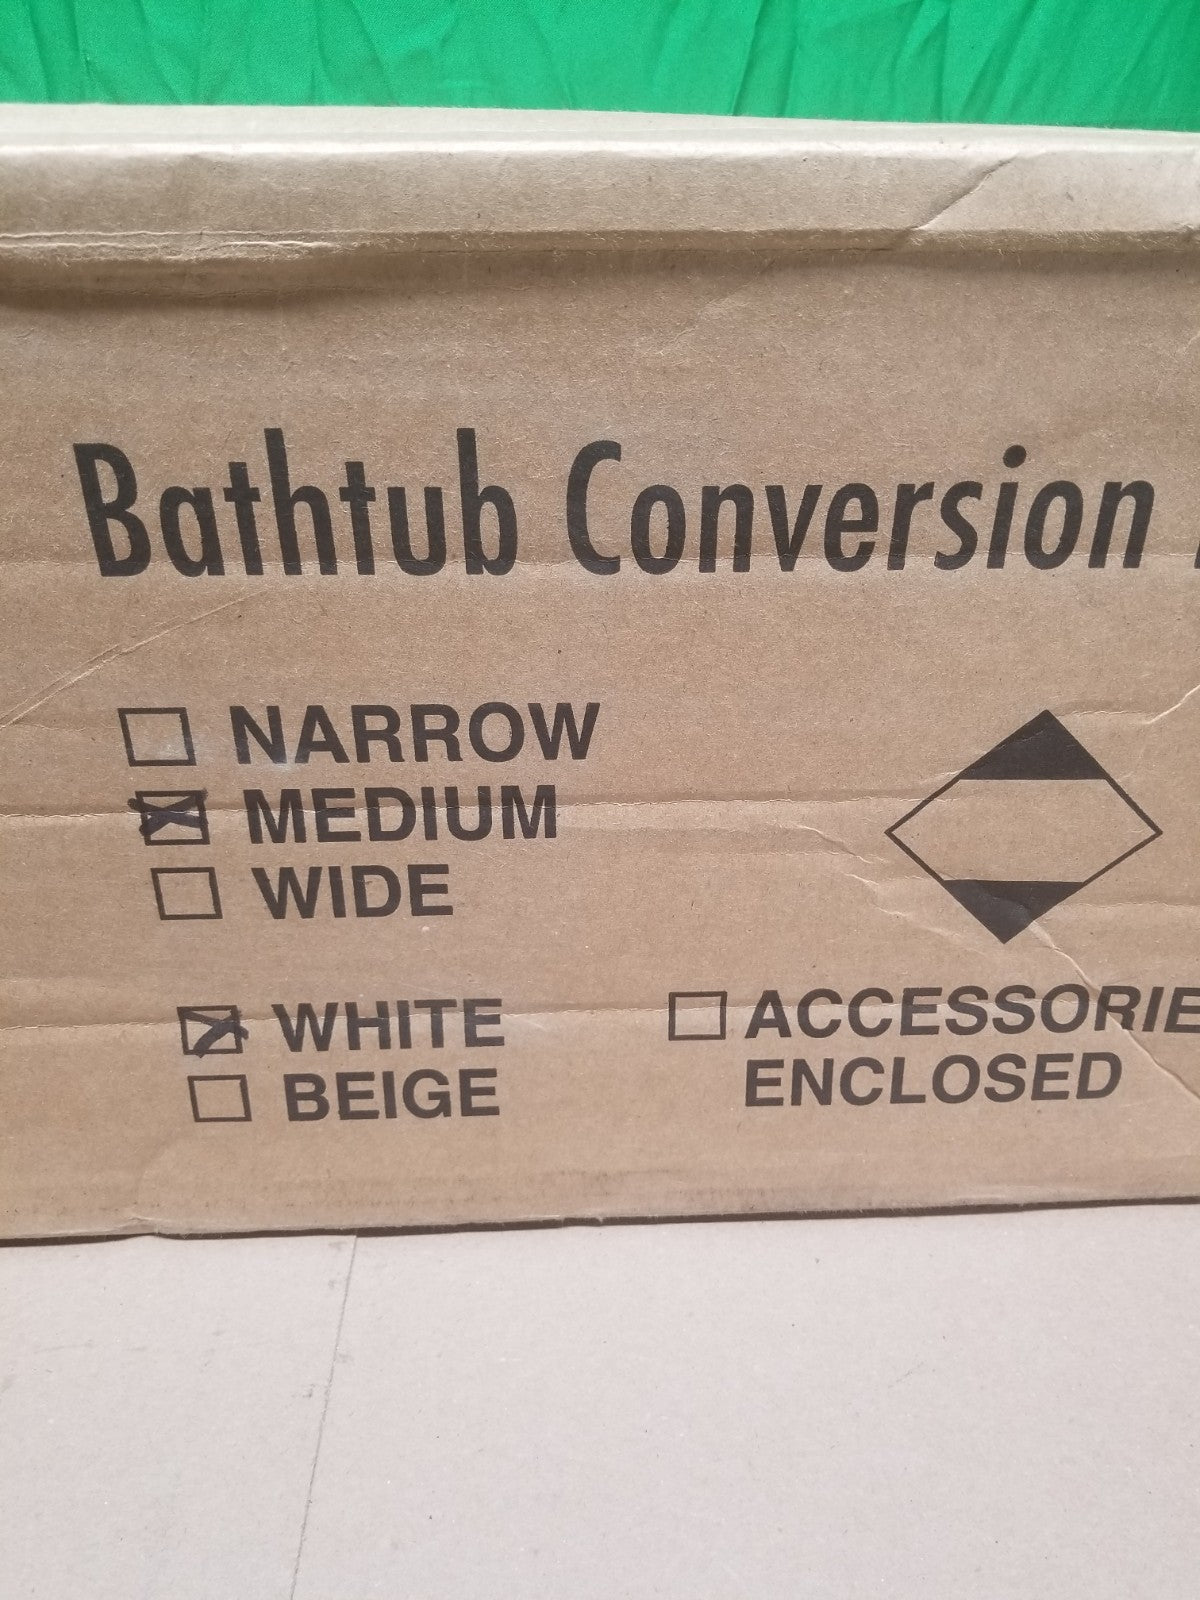 Bathtub Conversion
NARROW
MEDIUM
WIDE
WHITE
BEIGE
ACCESSORIE
ENCLOSED